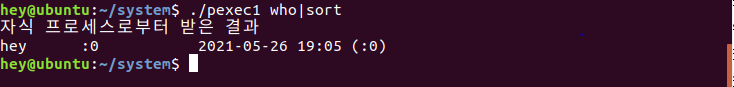 hey@ubuntu:~/system$ ./pexec1 who|sort
자식 프로세스로부터 받은 결과
hey      :0           2021-05-26 19:05 (:0)
hey@ubuntu:~/system$